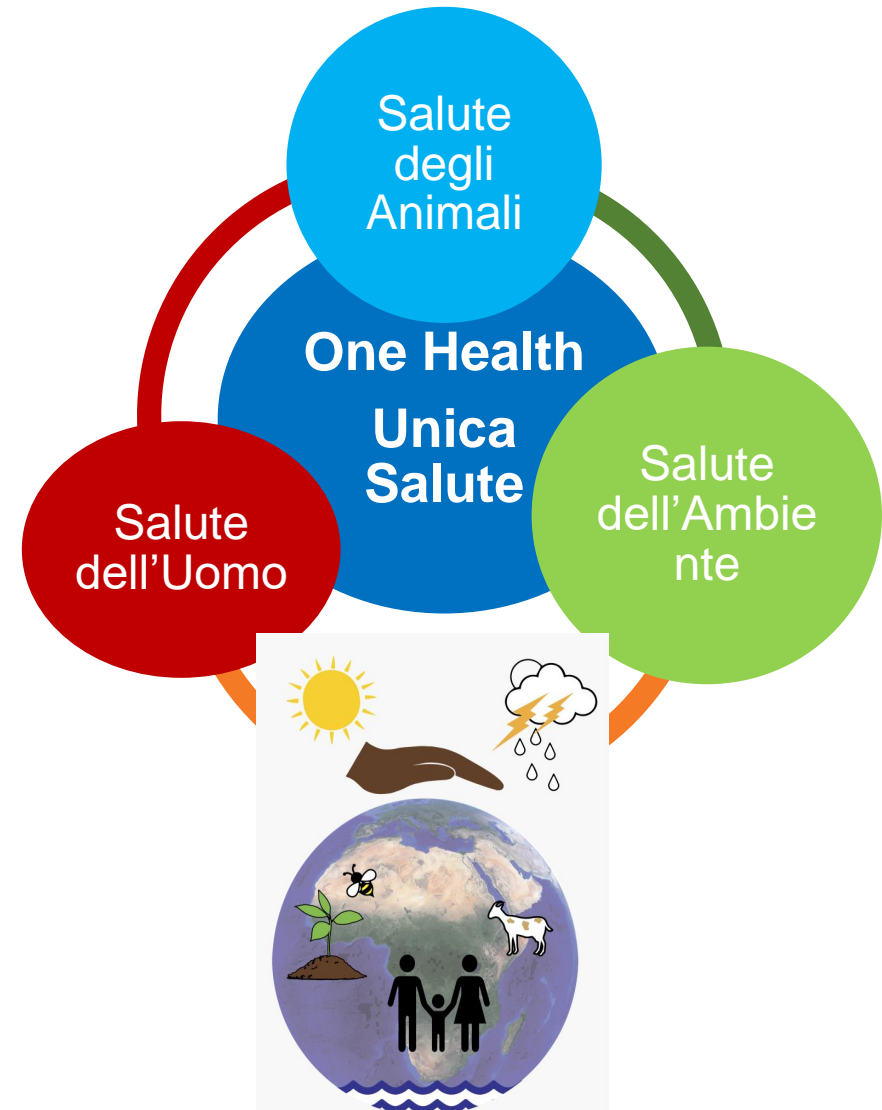 Salute
degli
Animali
One Health
Unica
Salute
Salute
dell’Ambie
nte
Salute
dell’Uomo